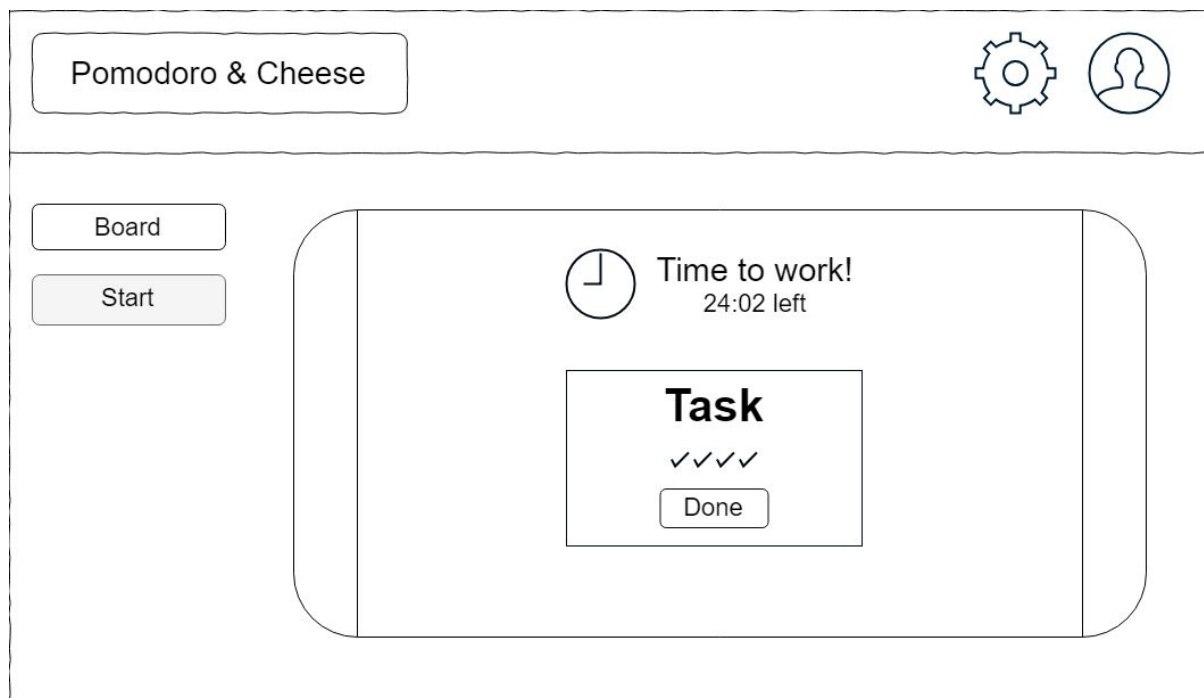 Pomodoro & Cheese
Board
Start
Time to work!
24:02 left
Task
✓✓✓✓
Done